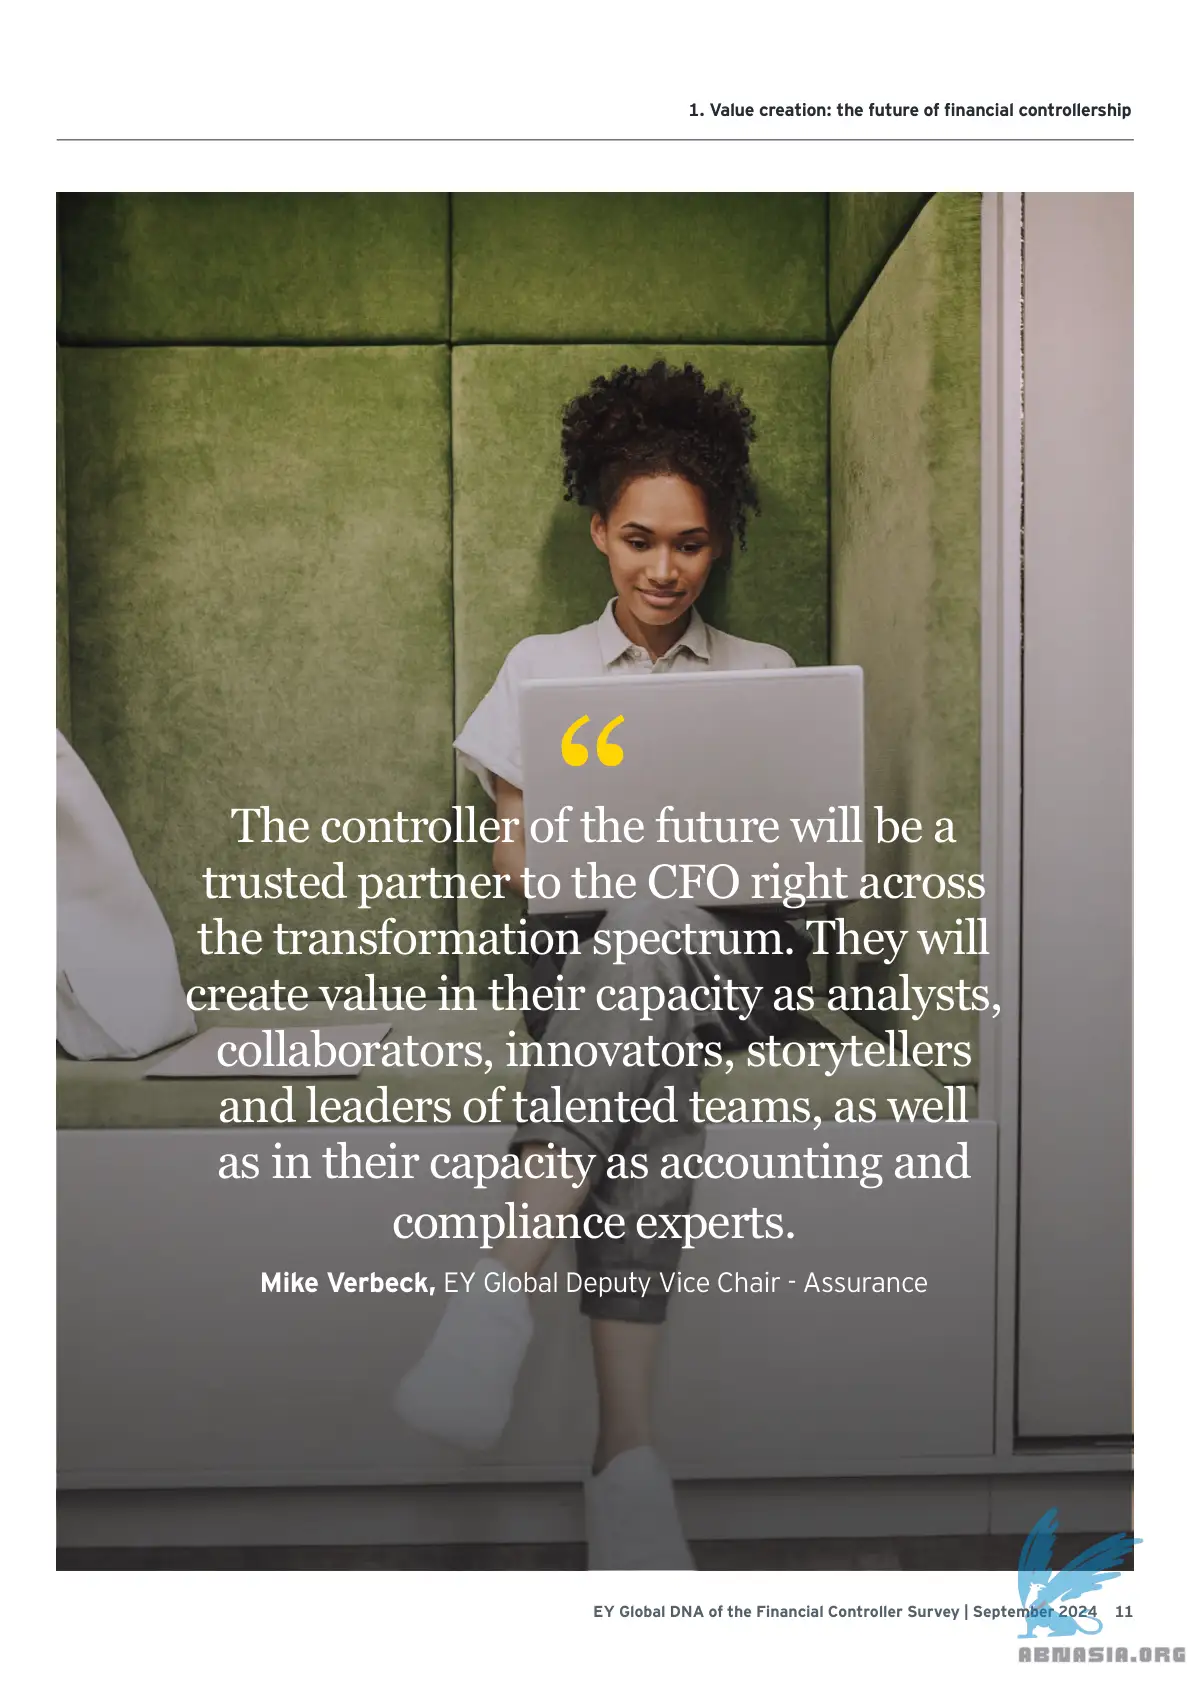 1. Value creation: the future of financial controllership
“
The controller of the future will be a
trusted partner to the CFO right across
the transformation spectrum. They will
create value in their capacity as analysts,
collaborators, innovators, storytellers
and leaders of talented teams, as well
as in their capacity as accounting and
compliance experts.
Mike Verbeck, EY Global Deputy Vice Chair - Assurance
EY Global DNA of the Financial Controller Survey | September 2024 11
ABNASIA.ORG